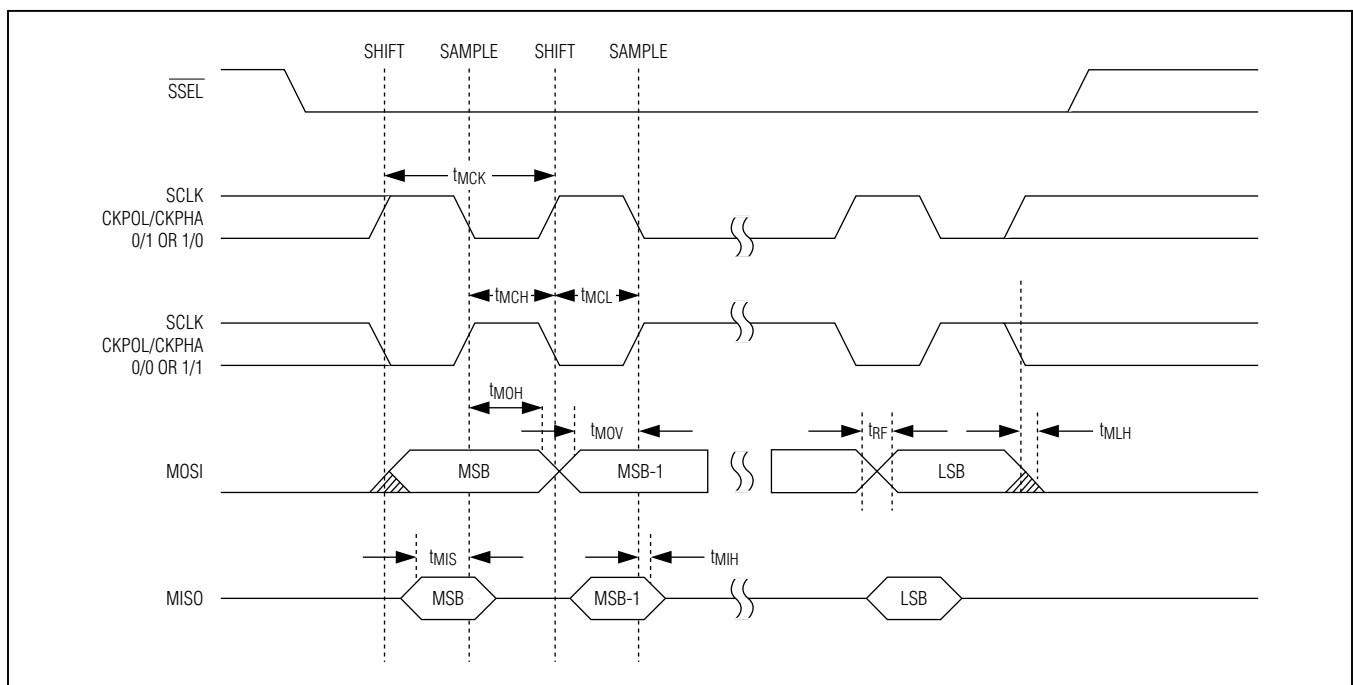 SHIFT SAMPLE SHIFT SAMPLE
SSEL
tMCK
SCLK
CKPOL/CKPHA
0/1 OR 1/0
tMCH tMCL
SCLK
CKPOL/CKPHA
0/0 OR 1/1
tMOH
tMOV tRF tMLH
MOSI MSB MSB-1 LSB
tMIS tMIH
MISO MSB MSB-1 LSB